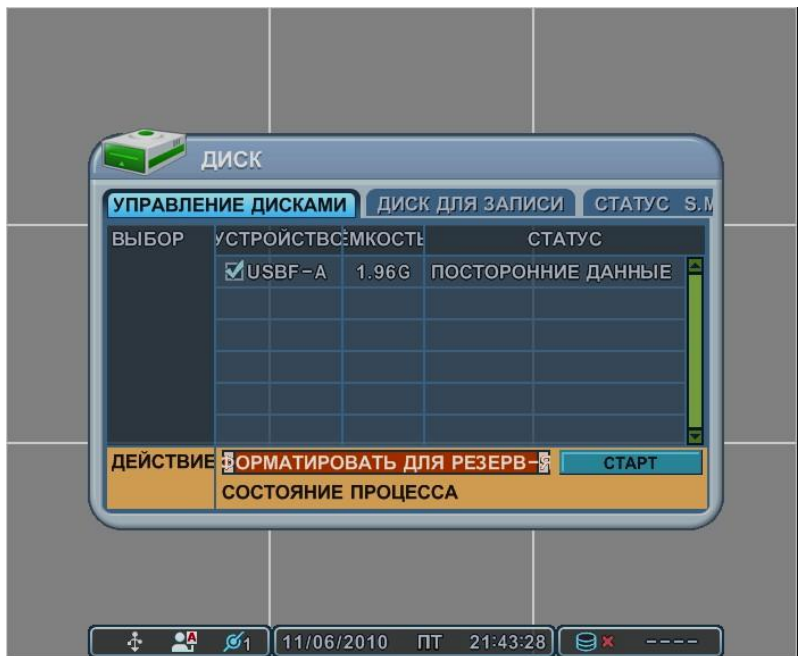 ДИСК
УПРАВЛЕНИЕ ДИСКАМИ ДИСК ДЛЯ ЗАПИСИ СТАТУС S.M
ВЫБОР УСТРОЙСТВО ЕМКОСТЬ СТАТУС
USBF-A 1.96G ПОСТОРОННИЕ ДАННЫЕ
ДЕЙСТВИЕ ФОРМАТИРОВАТЬ ДЛЯ РЕЗЕРВ-Я СТАРТ
СОСТОЯНИЕ ПРОЦЕССА
A 1 11/06/2010 ПТ 21:43:28 ----